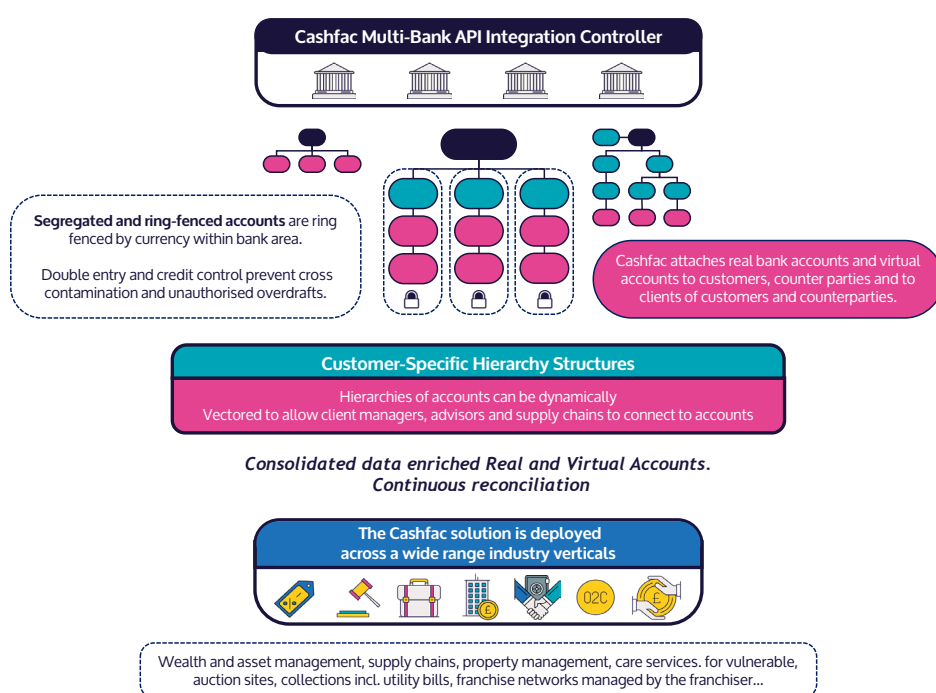 Cashfac Multi-Bank API Integration Controller
Segregated and ring-fenced accounts are ring
fenced by currency within bank area.
Double entry and credit control prevent cross
contamination and unauthorised overdrafts.
Cashfac attaches real bank accounts and virtual
accounts to customers, counter parties and to
clients of customers and counterparties.
Customer-Specific Hierarchy Structures
Hierarchies of accounts can be dynamically
Vectored to allow client managers, advisors and supply chains to connect to accounts
Consolidated data enriched Real and Virtual Accounts.
Continuous reconciliation
The Cashfac solution is deployed
across a wide range industry verticals
£
O2C
£
Wealth and asset management, supply chains, property management, care services. for vulnerable,
auction sites, collections incl. utility bills, franchise networks managed by the franchiser...